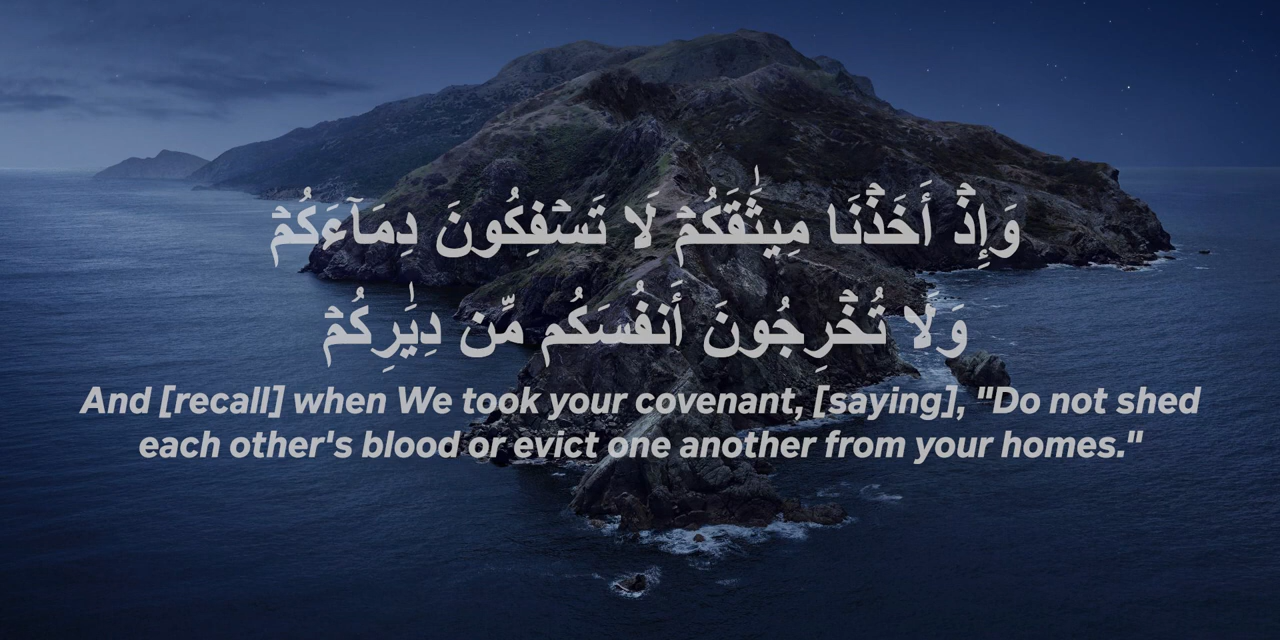 وَإِذۡ أَخَذۡنَا مِيثَٰقَكُمۡ لَا تَسۡفِكُونَ دِمَآءَكُمۡ
وَلَا تُخۡرِجُونَ أَنفُسَكُم مِّن دِيَٰرِكُمۡ
And [recall] when We took your covenant, [saying], "Do not shed
each other's blood or evict one another from your homes."